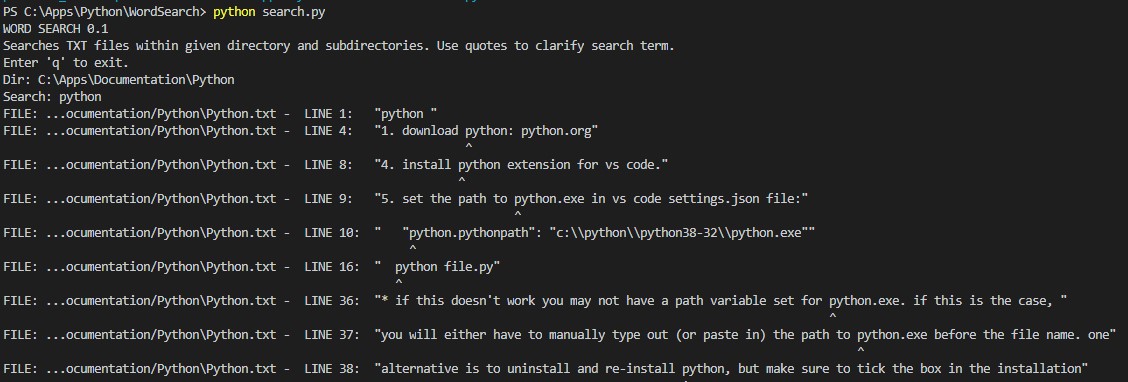 PS C:\Apps\Python\WordSearch> python search.py
WORD SEARCH 0.1
Searches TXT files within given directory and subdirectories. Use quotes to clarify search term.
Enter 'q' to exit.
Dir: C:\Apps\Documentation\Python
Search: python
FILE: ...ocumentation/Python\Python.txt -  LINE 1:   "python "
FILE: ...ocumentation/Python\Python.txt -  LINE 4:   "1. download python: python.org"
^
FILE: ...ocumentation/Python\Python.txt -  LINE 8:   "4. install python extension for vs code."
^
FILE: ...ocumentation/Python\Python.txt -  LINE 9:   "5. set the path to python.exe in vs code settings.json file:"
^
FILE: ...ocumentation/Python\Python.txt -  LINE 10:  "   "python.pythonpath": "c:\\python\\python38-32\\python.exe""
^
FILE: ...ocumentation/Python\Python.txt -  LINE 16:  "  python file.py"
^
FILE: ...ocumentation/Python\Python.txt -  LINE 36:  "* if this doesn't work you may not have a path variable set for python.exe. if this is the case, "
^
FILE: ...ocumentation/Python\Python.txt -  LINE 37:  "you will either have to manually type out (or paste in) the path to python.exe before the file name. one"
^
FILE: ...ocumentation/Python\Python.txt -  LINE 38:  "alternative is to uninstall and re-install python, but make sure to tick the box in the installation"